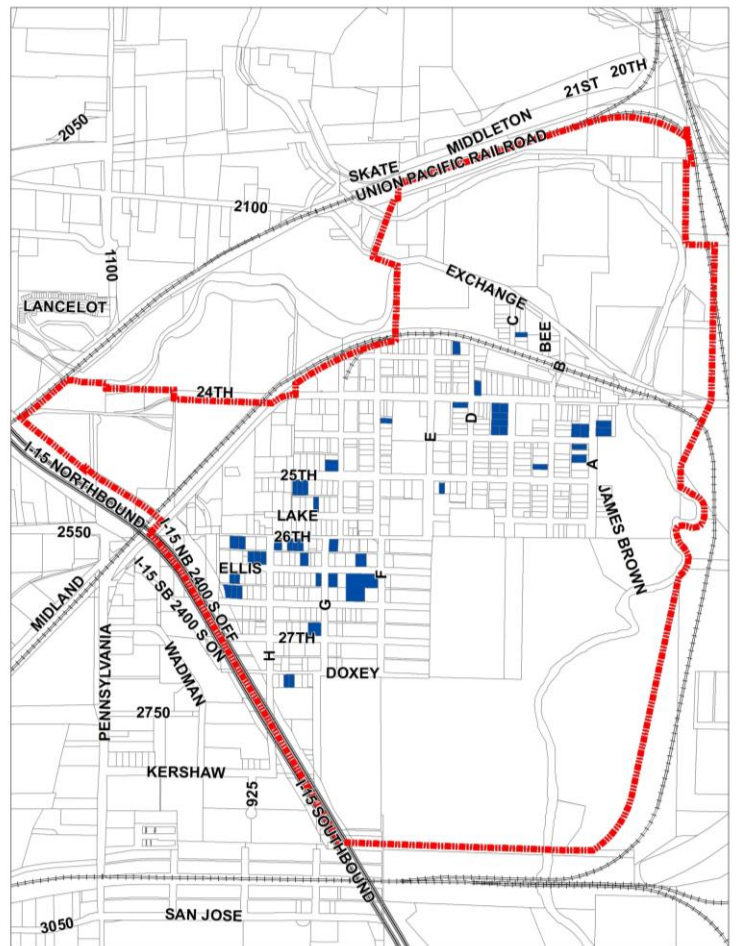 20TH
21ST
MIDDLETON
2050
SKATE
UNION PACIFIC RAILROAD
2100
1100
EXCHANGE
LANCELOT
C
BEE
B
24TH
D
E
I-15 NORTHBOUND
A
25TH
JAMES BROWN
LAKE
2550
I-15 NB 2400 S OFF
26TH
ELLIS
I-15 SB 2400 S ON
F
MIDLAND
G
27TH
PENNSYLVANIA
WADMAN
H
DOXEY
2750
KERSHAW
925
I-15 SOUTHBOUND
SAN JOSE
3050